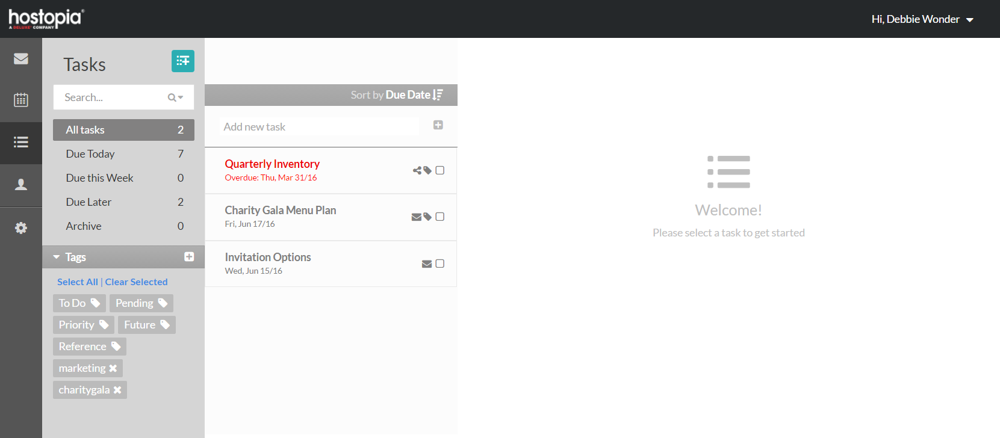 hostopia®
A DELUXE® COMPANY
Hi, Debbie Wonder
Tasks
Search...
All tasks 2
Due Today 7
Due this Week 0
Due Later 2
Archive 0
Tags
Select All | Clear Selected
To Do Pending
Priority Future
Reference
marketing
charitygala
Sort by Due Date
Add new task
Quarterly Inventory
Overdue: Thu, Mar 31/16
Charity Gala Menu Plan
Fri, Jun 17/16
Invitation Options
Wed, Jun 15/16
Welcome!
Please select a task to get started